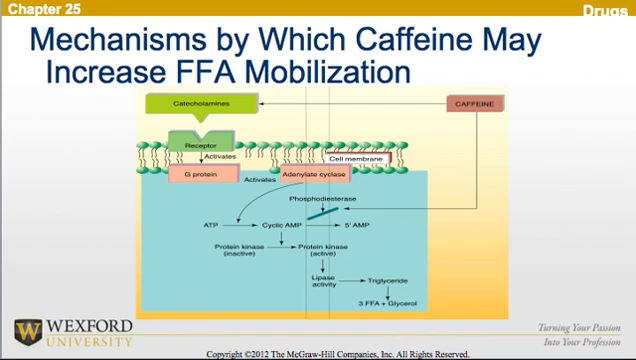 Chapter 25
Drugs
Mechanisms by Which Caffeine May
Increase FFA Mobilization
Catecholamines
CAFFEINE
Receptor
Activates
Cell membrane
G protein
Activates
Adenylate cyclase
Phosphodiesterase
ATP
Cyclic AMP
5' AMP
Protein kinase
(inactive)
Protein kinase
(active)
Lipase
activity
Triglyceride
3 FFA + Glycerol
W
WEXFORD
UNIVERSITY
Turning Your Passion
Into Your Profession
Copyright ©2012 The McGraw-Hill Companies, Inc. All Rights Reserved.